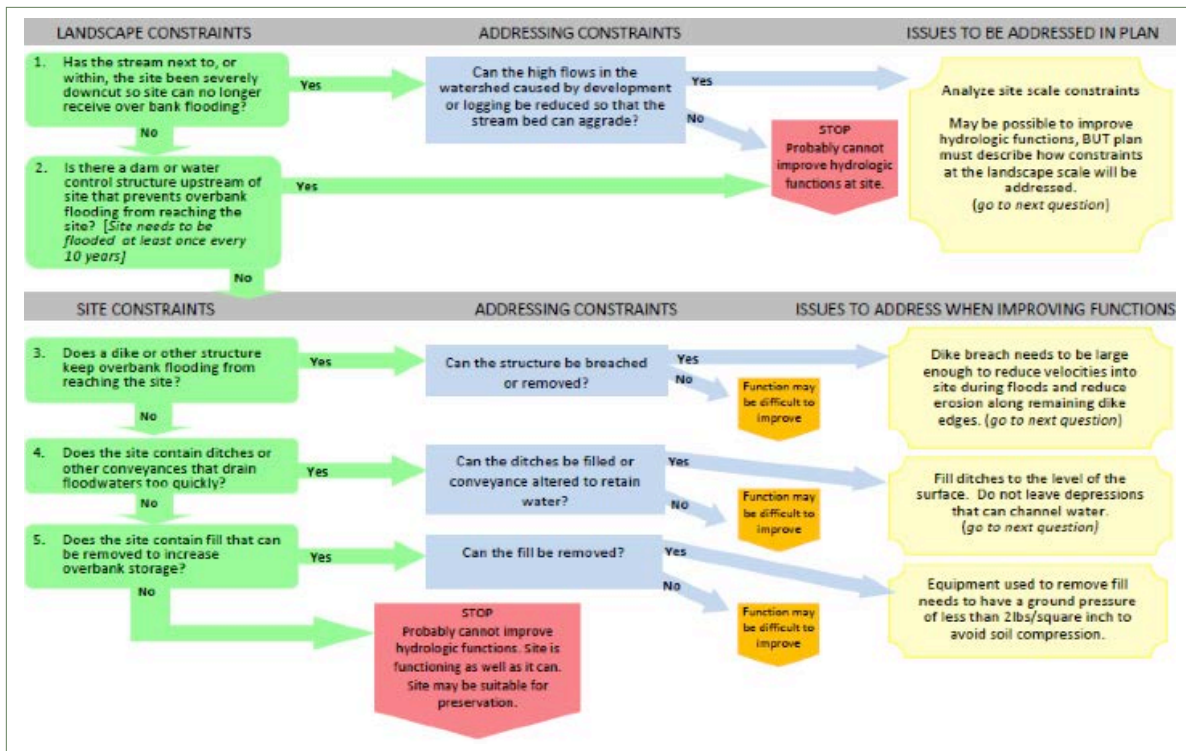 LANDSCAPE CONSTRAINTS
ADDRESSING CONSTRAINTS
ISSUES TO BE ADDRESSED IN PLAN
1. Has the stream next to, or
within, the site been severely
downcut so site can no longer
receive over bank flooding?
Yes
No
Can the high flows in the
watershed caused by development
or logging be reduced so that the
stream bed can aggrade?
Yes
No
STOP
Probably cannot
improve hydrologic
functions at site.
Analyze site scale constraints
May be possible to improve
hydrologic functions, BUT plan
must describe how constraints
at the landscape scale will be
addressed.
(go to next question)
2. Is there a dam or water
control structure upstream of
site that prevents overbank
flooding from reaching the
site? [Site needs to be
flooded at least once every
10 years]
Yes
No
SITE CONSTRAINTS
ADDRESSING CONSTRAINTS
ISSUES TO ADDRESS WHEN IMPROVING FUNCTIONS
3. Does a dike or other structure
keep overbank flooding from
reaching the site?
Yes
No
Can the structure be breached
or removed?
Yes
No
Function may
be difficult to
improve
Dike breach needs to be large
enough to reduce velocities into
site during floods and reduce
erosion along remaining dike
edges. (go to next question)
4. Does the site contain ditches or
other conveyances that drain
floodwaters too quickly?
Yes
No
Can the ditches be filled or
conveyance altered to retain
water?
Yes
No
Function may
be difficult to
improve
Fill ditches to the level of the
surface. Do not leave depressions
that can channel water.
(go to next question)
5. Does the site contain fill that can
be removed to increase
overbank storage?
Yes
No
Can the fill be removed?
Yes
No
Function may
be difficult to
improve
Equipment used to remove fill
needs to have a ground pressure
of less than 2lbs/square inch to
avoid soil compression.
STOP
Probably cannot improve
hydrologic functions. Site is
functioning as well as it can.
Site may be suitable for
preservation.